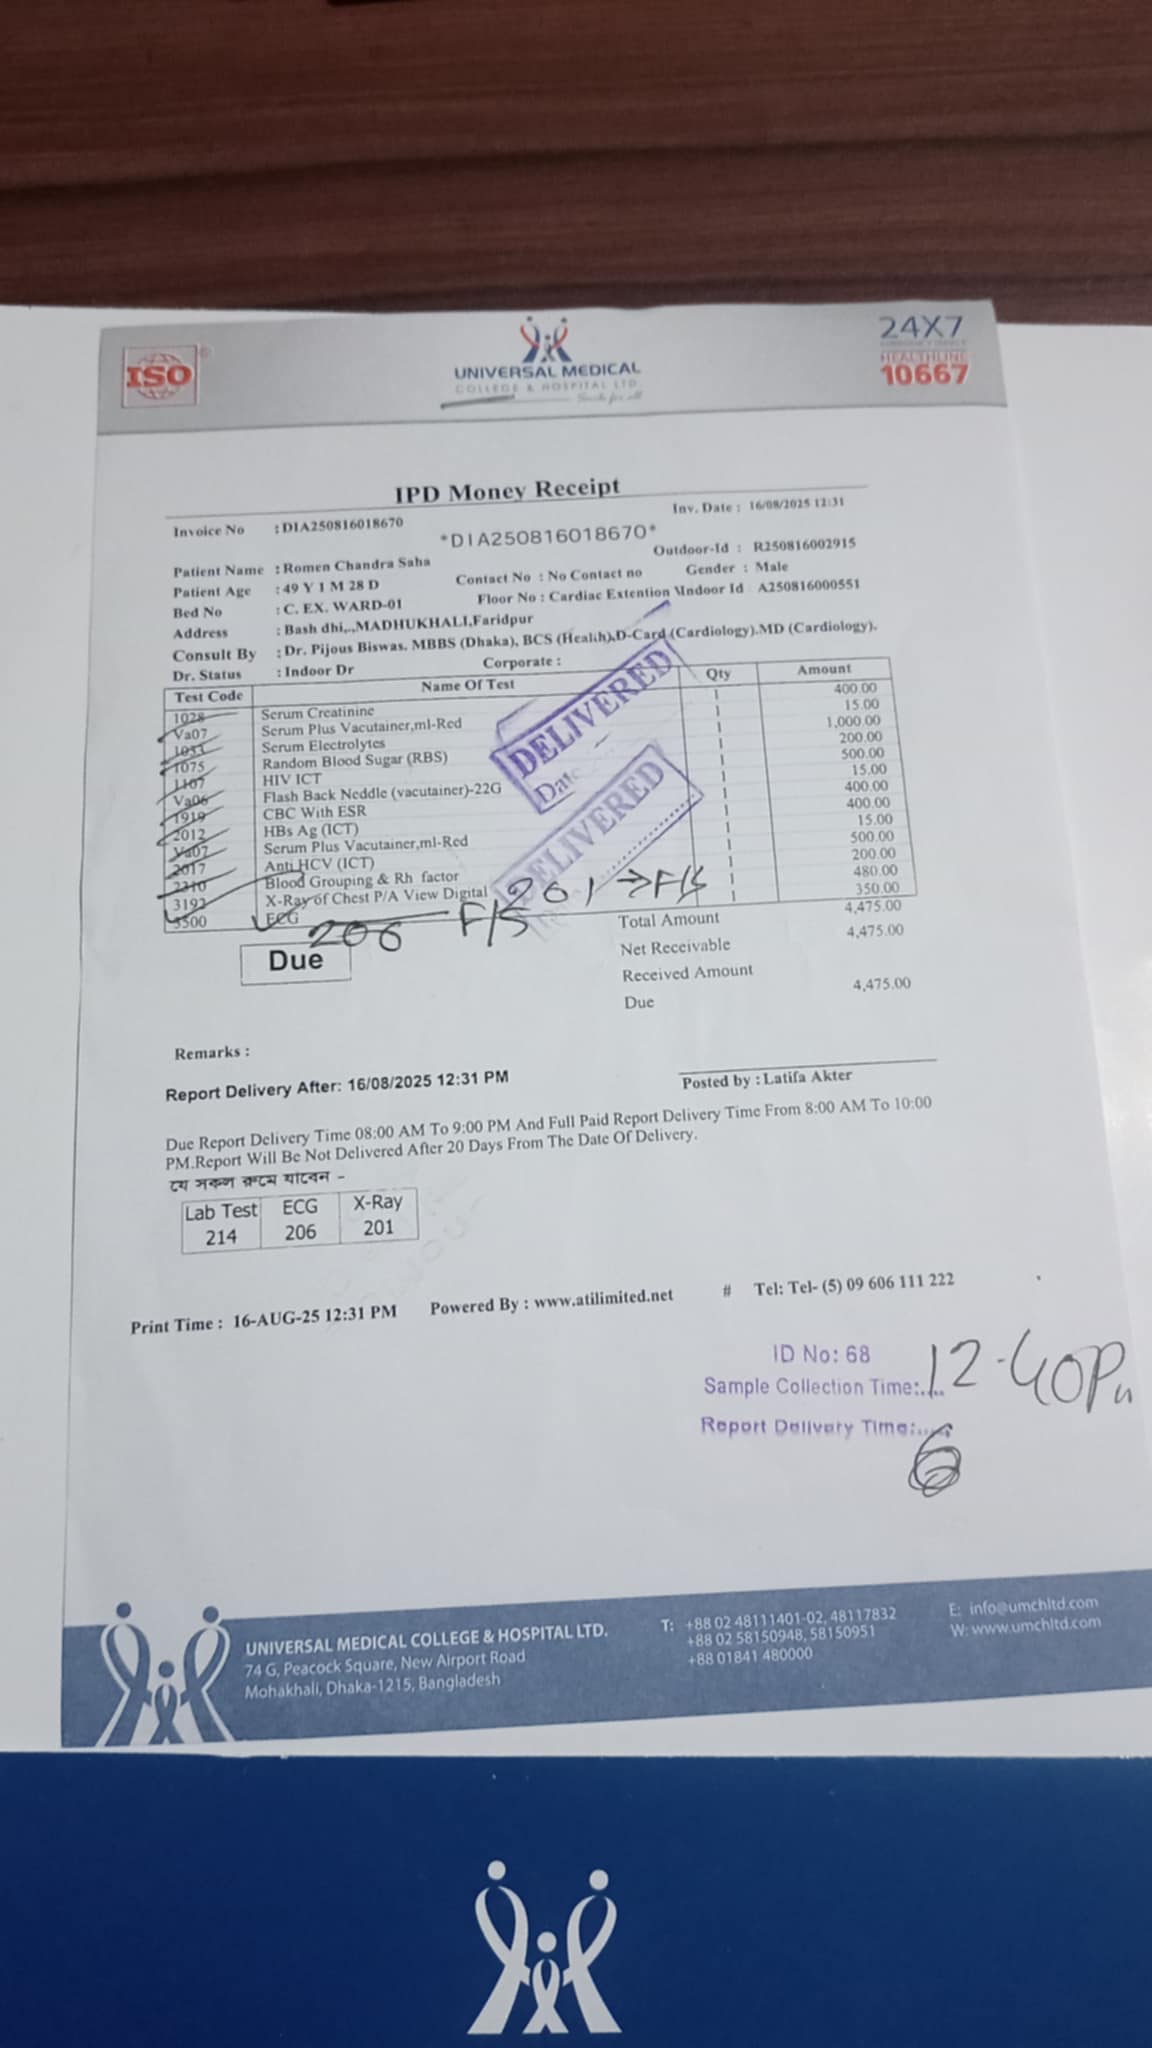 ISO
UNIVERSAL MEDICAL
COLLEGE & HOSPITAL LTD
24X7
HEALTHLINE
10667
IPD Money Receipt
Invoice No : DIA250816018670
*DIA250816018670*
Inv. Date : 16/08/2025 12:31
Outdoor-Id : R250816002915
Patient Name : Romen Chandra Saha
Contact No : No Contact no Gender : Male
Patient Age : 49 Y 1 M 28 D
Floor No : Cardiac Extention Indoor Id A250816000551
Bed No : C. EX. WARD-01
Address : Bash dhi,.,MADHUKHALI,Faridpur
Consult By : Dr. Pijous Biswas. MBBS (Dhaka), BCS (Health),D-Card (Cardiology).MD (Cardiology).
Dr. Status : Indoor Dr Corporate :
Test Code Name Of Test Qty Amount
1028 Serum Creatinine 1 400.00
Va07 Serum Plus Vacutainer,ml-Red 1 15.00
1033 Serum Electrolytes 1 1,000.00
1075 Random Blood Sugar (RBS) 1 200.00
1107 HIV ICT 1 500.00
Va06 Flash Back Neddle (vacutainer)-22G 1 15.00
1919 CBC With ESR 1 400.00
2012 HBs Ag (ICT) 1 400.00
Va07 Serum Plus Vacutainer,ml-Red 1 15.00
2017 Anti HCV (ICT) 1 500.00
2310 Blood Grouping & Rh factor 1 200.00
3192 X-Ray of Chest P/A View Digital 1 480.00
3500 ECG 1 350.00
DELIVERED
Date
DELIVERED
201 → F/S
206 F/S
Due
Total Amount 4,475.00
Net Receivable 4,475.00
Received Amount
Due 4,475.00
Remarks :
Report Delivery After: 16/08/2025 12:31 PM
Posted by : Latifa Akter
Due Report Delivery Time 08:00 AM To 9:00 PM And Full Paid Report Delivery Time From 8:00 AM To 10:00
PM.Report Will Be Not Delivered After 20 Days From The Date Of Delivery.
যে সকল রুমে যাবেন -
Lab Test ECG X-Ray
214 206 201
Print Time : 16-AUG-25 12:31 PM Powered By : www.atilimited.net # Tel: Tel- (5) 09 606 111 222
ID No: 68
Sample Collection Time:..... 12-40Pm
Report Delivery Time:......
6
UNIVERSAL MEDICAL COLLEGE & HOSPITAL LTD.
74 G, Peacock Square, New Airport Road
Mohakhali, Dhaka-1215, Bangladesh
T: +88 02 48111401-02, 48117832
+88 02 58150948, 58150951
+88 01841 480000
E: info@umchltd.com
W: www.umchltd.com